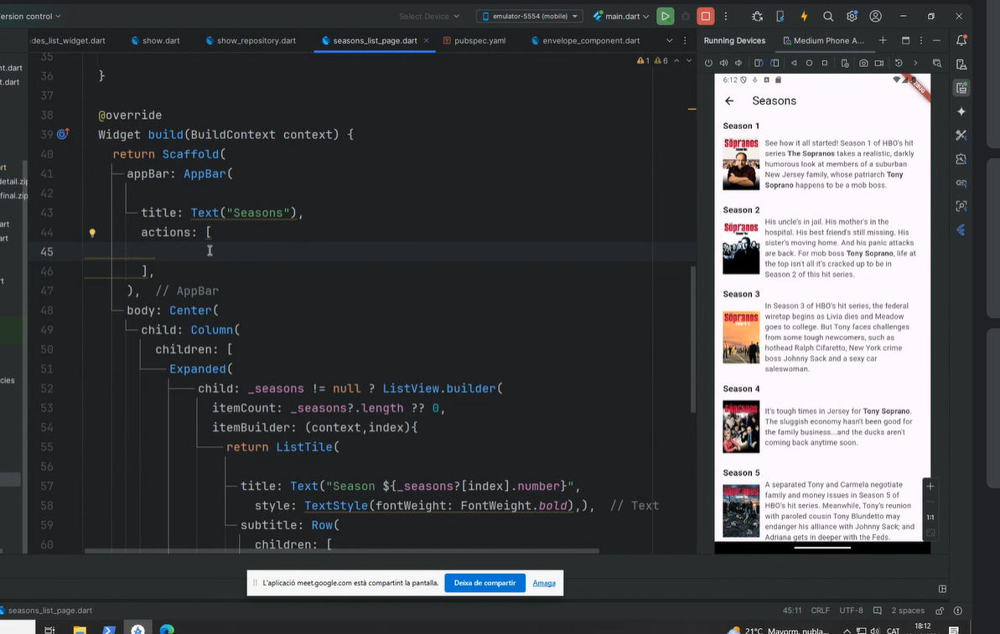 ersion control
Select Device
emulator-5554 (mobile)
main.dart
des_list_widget.dart
show.dart
show_repository.dart
seasons_list_page.dart
pubspec.yaml
envelope_component.dart
Running Devices
Medium Phone A...
nt.dart
t.dart
rt
detail.zip
final.zip
art
art
t
cies
1
6
35
36 }
37
38 @override
39 Widget build(BuildContext context) {
40 return Scaffold(
41 appBar: AppBar(
42
43 title: Text("Seasons"),
44 actions: [
45
46 ],
47 ), // AppBar
48 body: Center(
49 child: Column(
50 children: [
51 Expanded(
52 child: _seasons != null ? ListView.builder(
53 itemCount: _seasons?.length ?? 0,
54 itemBuilder: (context,index){
55 return ListTile(
56
57 title: Text("Season ${_seasons?[index].number}",
58 style: TextStyle(fontWeight: FontWeight.bold),), // Text
59 subtitle: Row(
60 children: [
6:12
DEBUG
Seasons
Season 1
Sopranos
See how it all started! Season 1 of HBO's hit
series The Sopranos takes a realistic, darkly
humorous look at members of a suburban
New Jersey family, whose patriarch Tony
Soprano happens to be a mob boss.
Season 2
Sopranos
His uncle's in jail. His mother's in the
hospital. His best friend's still missing. His
sister's moving home. And his panic attacks
are back. For mob boss Tony Soprano, life at
the top isn't all it's cracked up to be in
Season 2 of this hit series.
Season 3
Sopranos
In Season 3 of HBO's hit series, the federal
wiretap begins as Livia dies and Meadow
goes to college. But Tony faces challenges
from some tough newcomers, such as
hothead Ralph Cifaretto, New York crime
boss Johnny Sack and a sexy car
saleswoman.
Season 4
Sopranos
It's tough times in Jersey for Tony Soprano.
The sluggish economy hasn't been good for
the family business...and the ducks aren't
coming back anytime soon.
Season 5
Sopranos
A separated Tony and Carmela negotiate
family and money issues in Season 5 of
HBO's hit series. Meanwhile, Tony's reunion
with paroled cousin Tony Blundetto may
endanger his alliance with Johnny Sack; and
Adriana gets in deeper with the Feds.
1:1
L'aplicació meet.google.com està compartint la pantalla.
Deixa de compartir
Amaga
seasons_list_page.dart
45:11
CRLF
UTF-8
2 spaces
21°C
Mayorm. nubla...
CAT
18:12